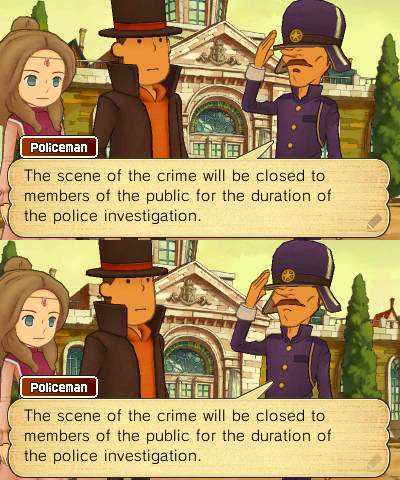 Policeman
The scene of the crime will be closed to
members of the public for the duration of
the police investigation.
Policeman
The scene of the crime will be closed to
members of the public for the duration of
the police investigation.